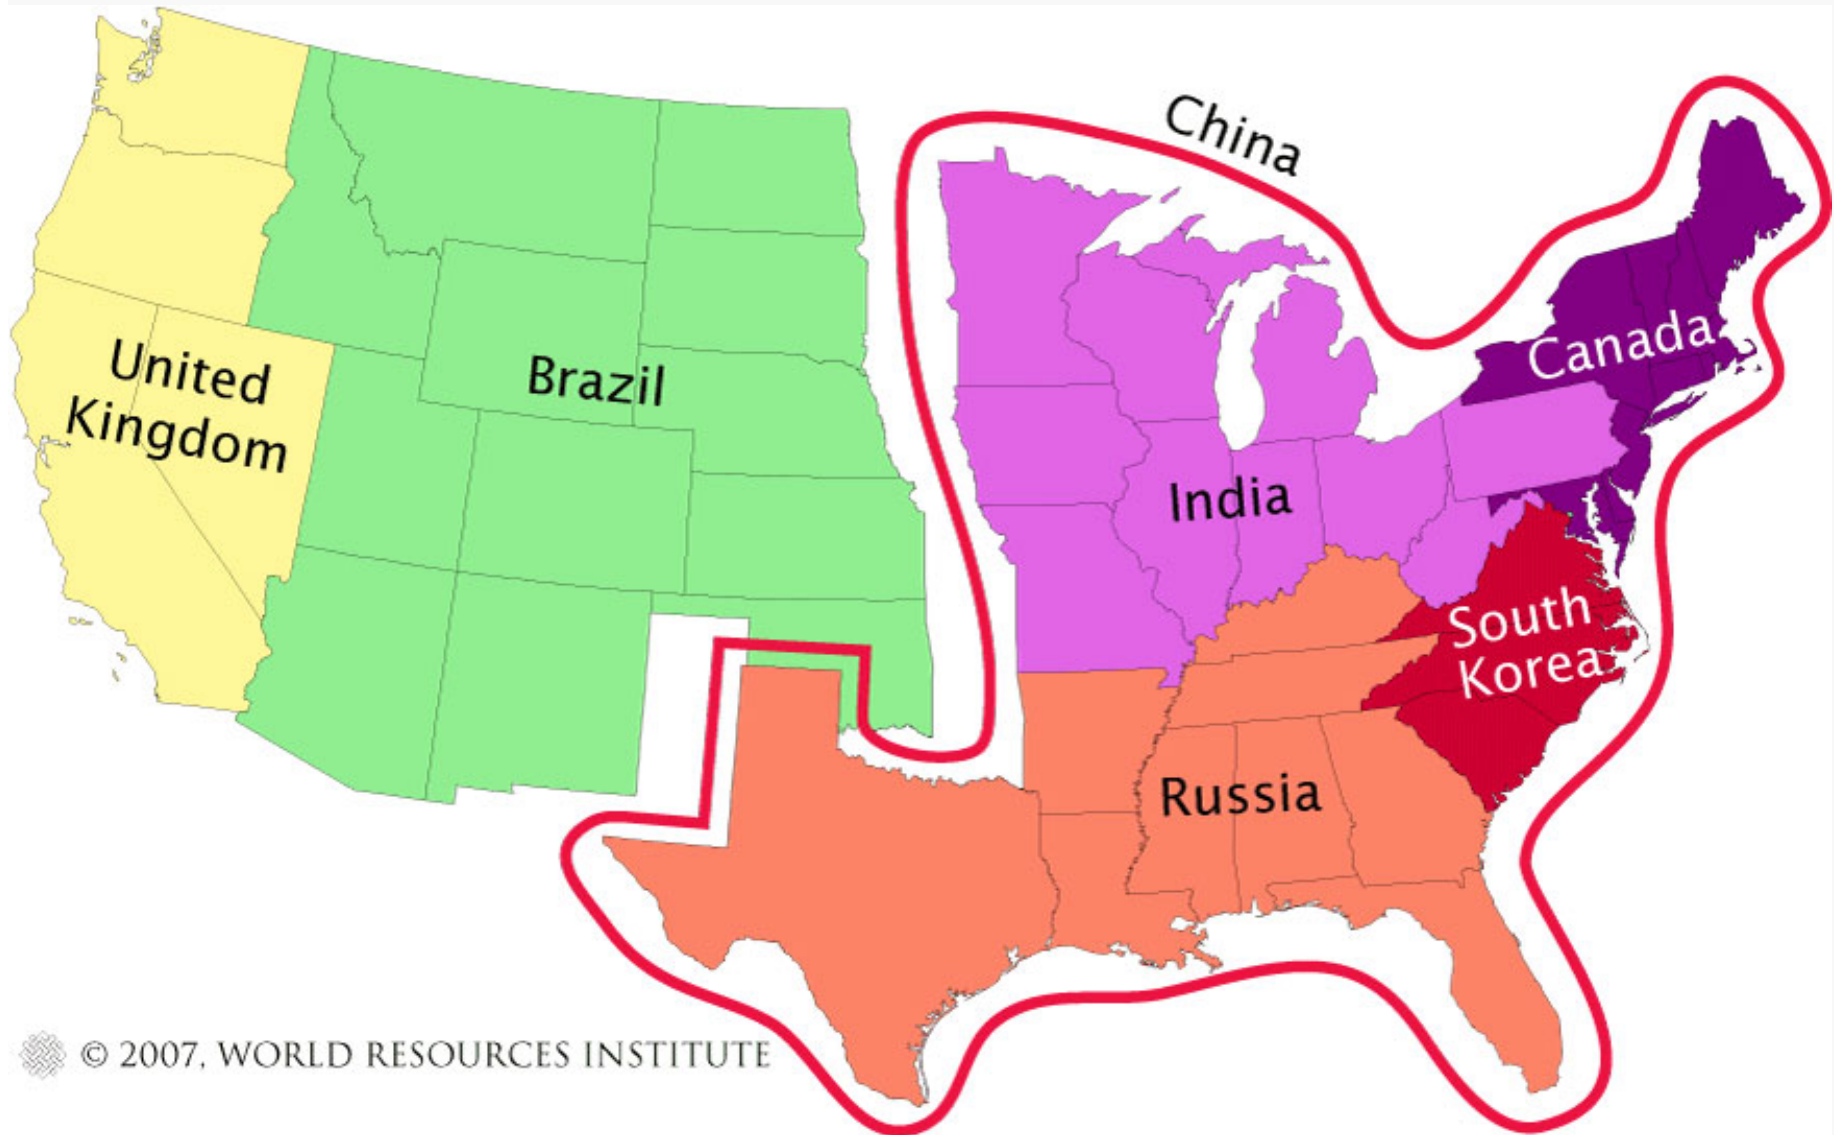 China
Canada
United
Kingdom
Brazil
India
South
Korea
Russia
© 2007, WORLD RESOURCES INSTITUTE